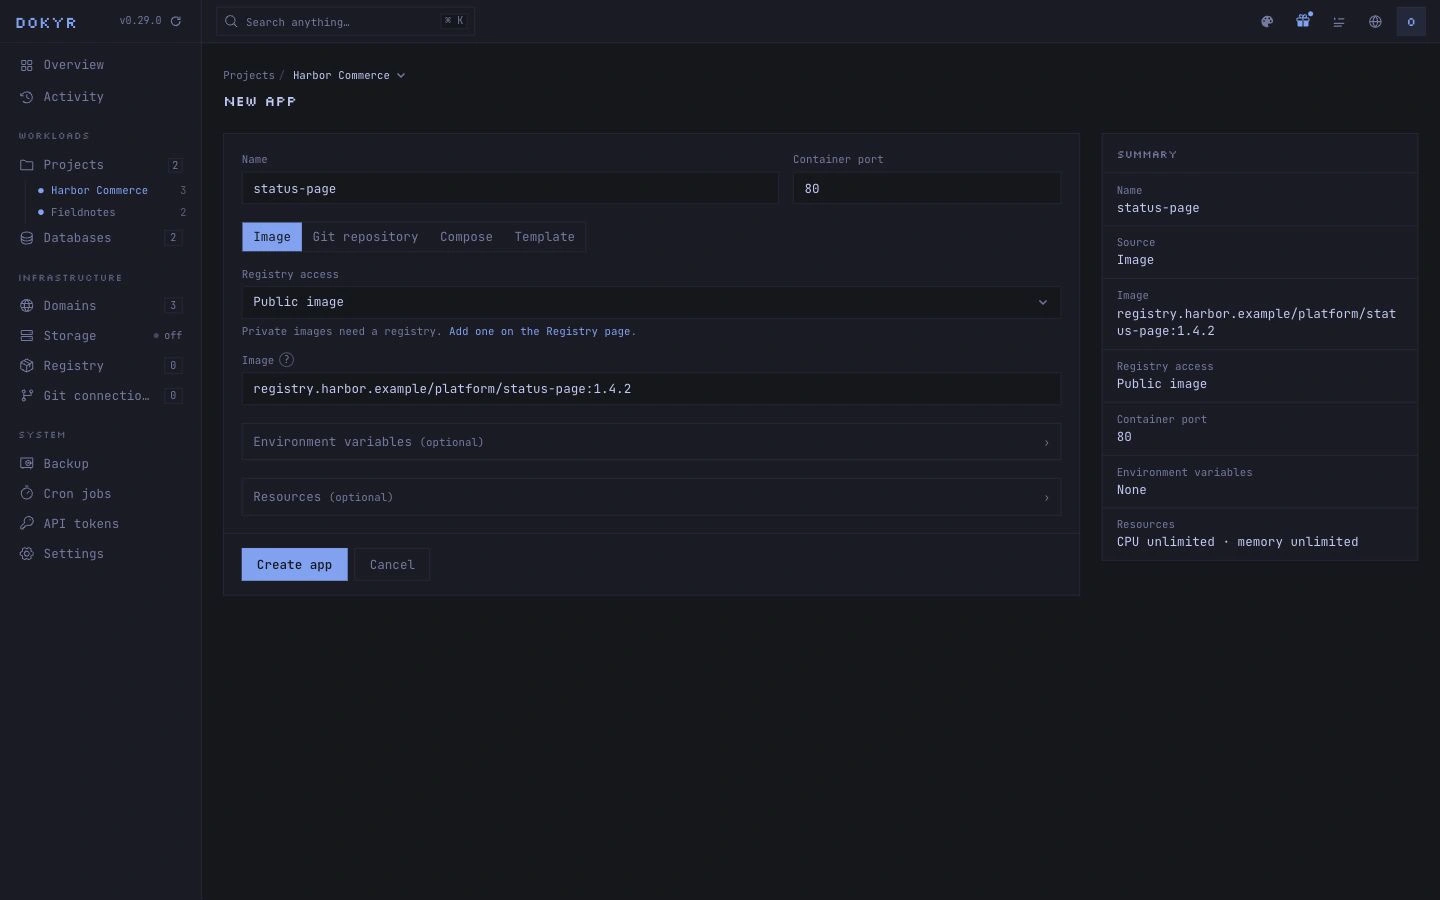 DOKYR
v0.29.0
Search anything…
⌘ K
O
Overview
Activity
WORKLOADS
Projects 2
Harbor Commerce 3
Fieldnotes 2
Databases 2
INFRASTRUCTURE
Domains 3
Storage off
Registry 0
Git connectio… 0
SYSTEM
Backup
Cron jobs
API tokens
Settings
Projects / Harbor Commerce
NEW APP
Name
status-page
Container port
80
Image Git repository Compose Template
Registry access
Public image
Private images need a registry. Add one on the Registry page.
Image ?
registry.harbor.example/platform/status-page:1.4.2
Environment variables (optional) ›
Resources (optional) ›
Create app Cancel
SUMMARY
Name
status-page
Source
Image
Image
registry.harbor.example/platform/stat
us-page:1.4.2
Registry access
Public image
Container port
80
Environment variables
None
Resources
CPU unlimited · memory unlimited